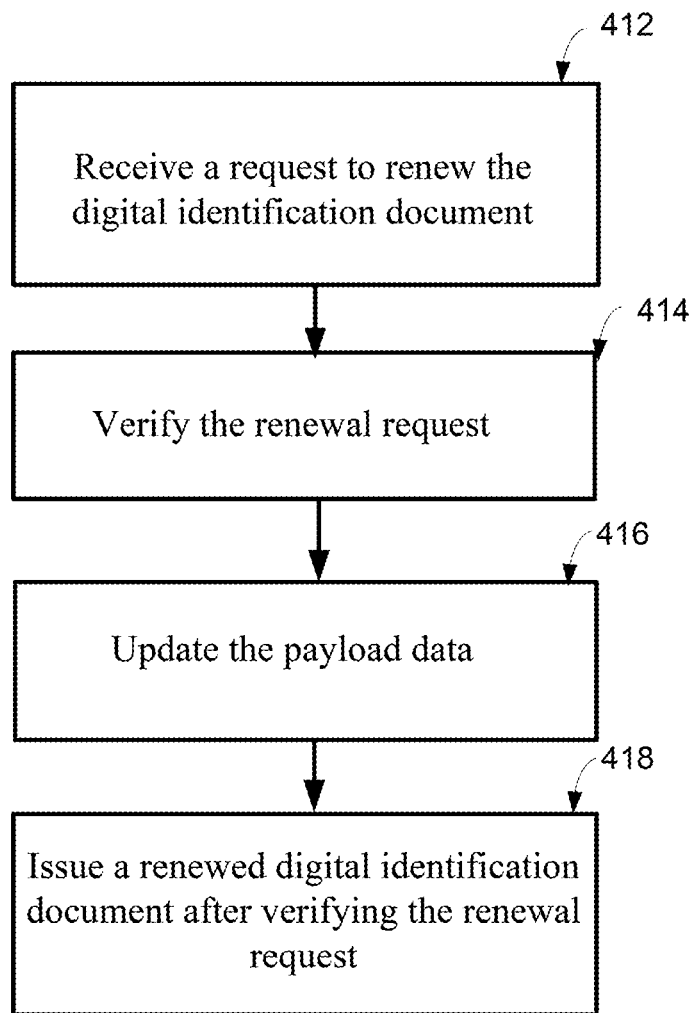 412
Receive a request to renew the
digital identification document
414
Verify the renewal request
416
Update the payload data
418
Issue a renewed digital identification
document after verifying the renewal
request